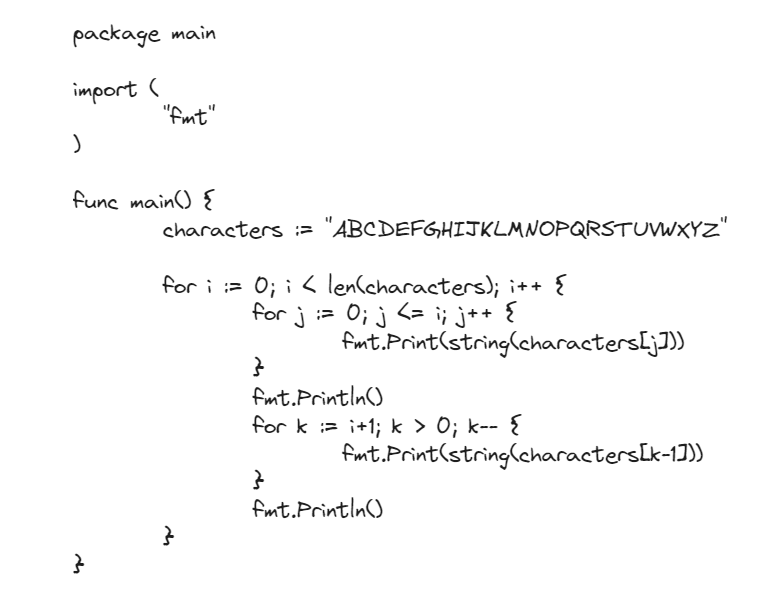 package main
import (
"fmt"
)
func main() {
characters := "ABCDEFGHIJKLMNOPQRSTUVWXYZ"
for i := 0; i < len(characters); i++ {
for j := 0; j <= i; j++ {
fmt.Print(string(characters[j]))
}
fmt.Println()
for k := i+1; k > 0; k-- {
fmt.Print(string(characters[k-1]))
}
fmt.Println()
}
}